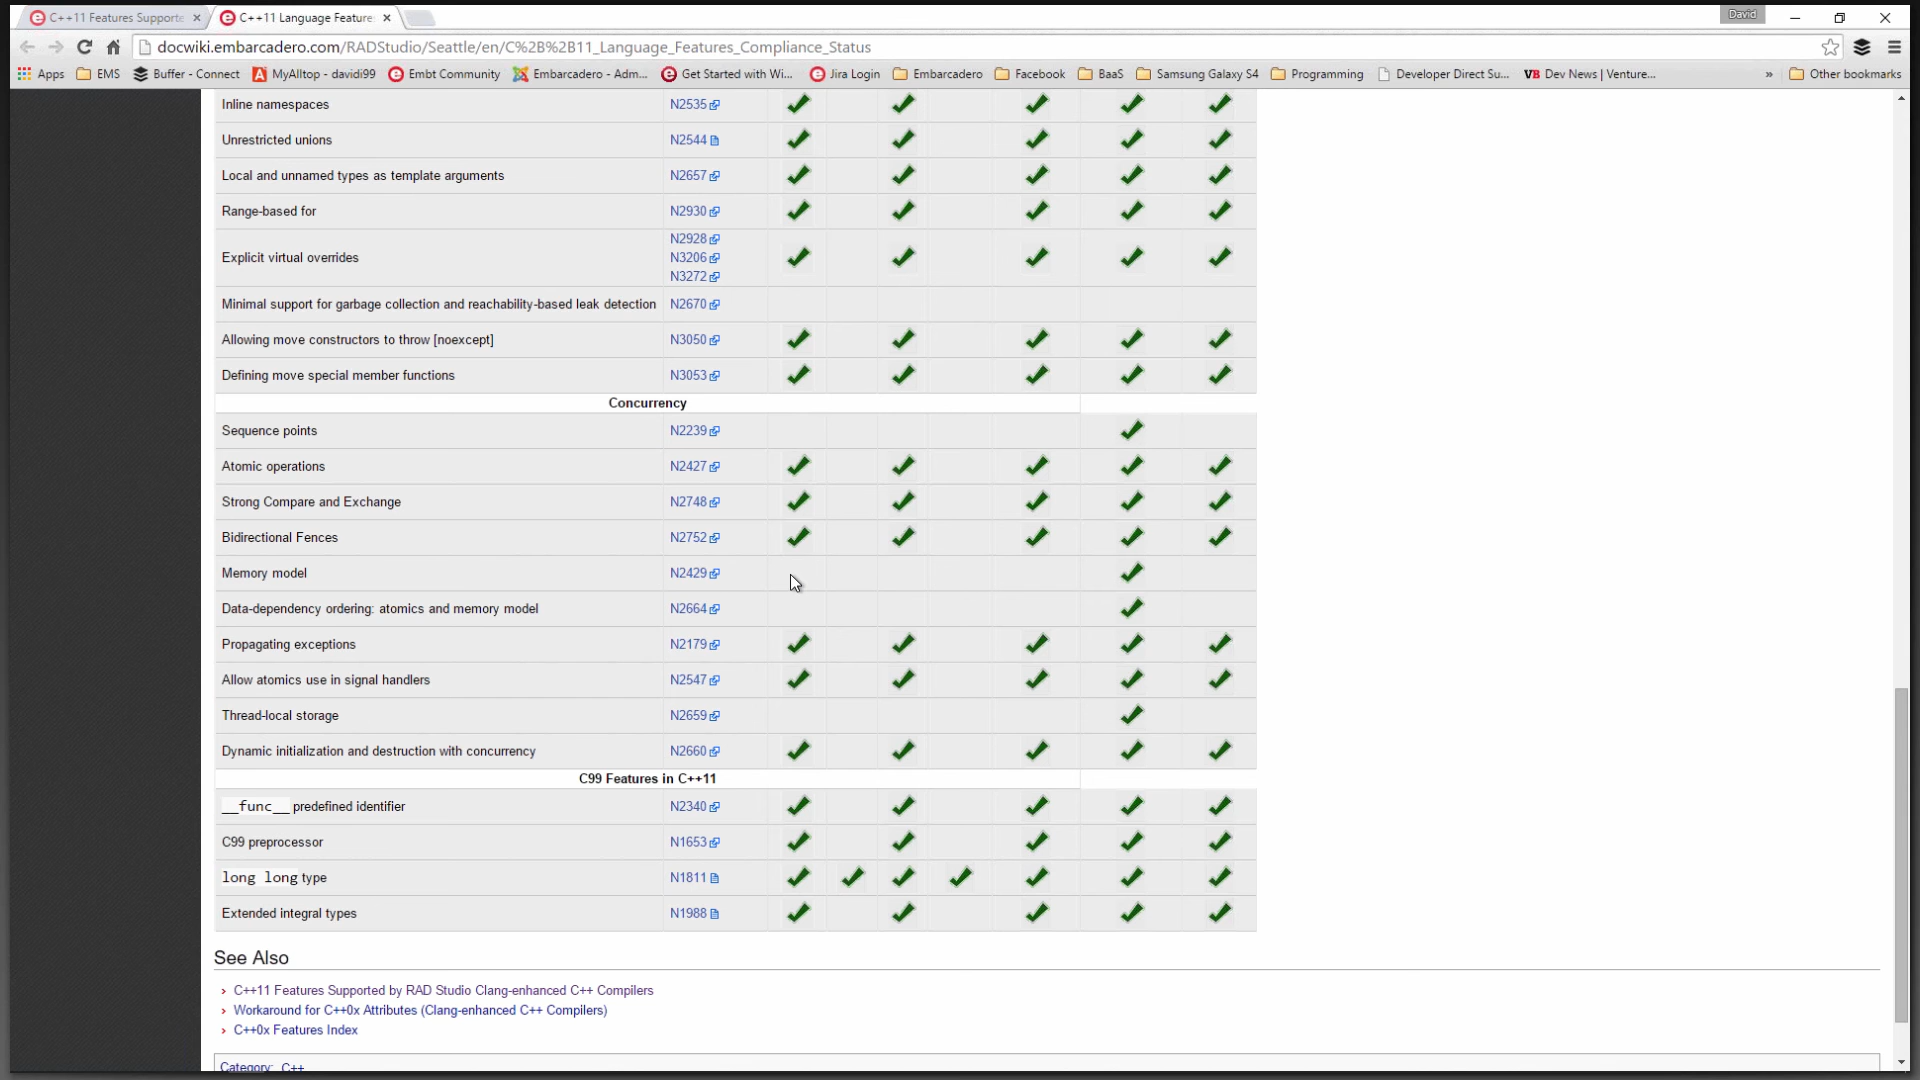 C++11 Features Supporte
C++11 Language Feature
David
docwiki.embarcadero.com/RADStudio/Seattle/en/C%2B%2B11_Language_Features_Compliance_Status
Apps EMS Buffer - Connect MyAlltop - davidi99 Embt Community Embarcadero - Adm... Get Started with Wi... Jira Login Embarcadero Facebook BaaS Samsung Galaxy S4 Programming Developer Direct Su... VB Dev News | Venture... » Other bookmarks
Inline namespaces N2535
Unrestricted unions N2544
Local and unnamed types as template arguments N2657
Range-based for N2930
N2928
Explicit virtual overrides N3206
N3272
Minimal support for garbage collection and reachability-based leak detection N2670
Allowing move constructors to throw [noexcept] N3050
Defining move special member functions N3053
Concurrency
Sequence points N2239
Atomic operations N2427
Strong Compare and Exchange N2748
Bidirectional Fences N2752
Memory model N2429
Data-dependency ordering: atomics and memory model N2664
Propagating exceptions N2179
Allow atomics use in signal handlers N2547
Thread-local storage N2659
Dynamic initialization and destruction with concurrency N2660
C99 Features in C++11
__func__ predefined identifier N2340
C99 preprocessor N1653
long long type N1811
Extended integral types N1988
See Also
› C++11 Features Supported by RAD Studio Clang-enhanced C++ Compilers
› Workaround for C++0x Attributes (Clang-enhanced C++ Compilers)
› C++0x Features Index
Category: C++